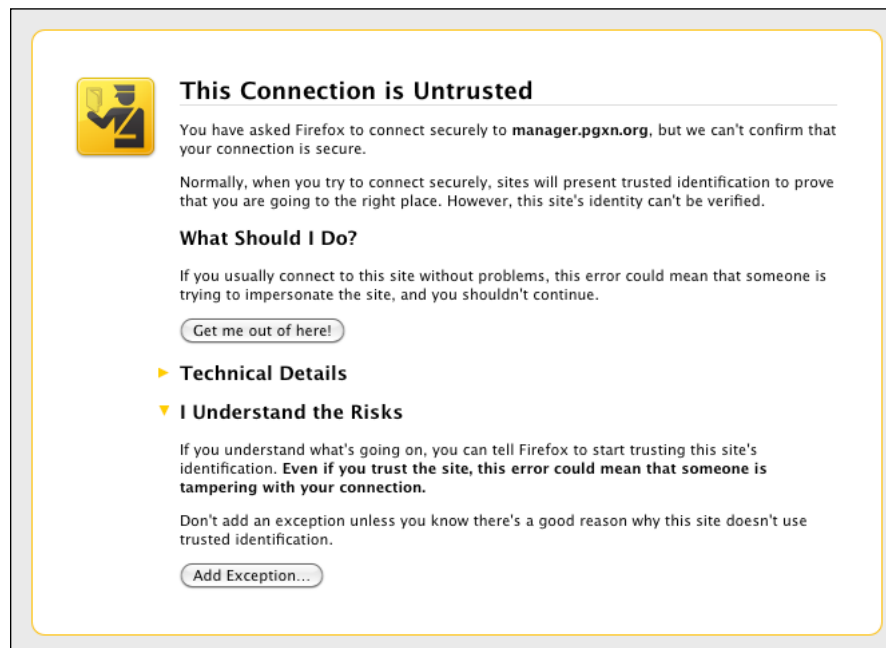 This Connection is Untrusted
You have asked Firefox to connect securely to manager.pgxn.org, but we can't confirm that
your connection is secure.
Normally, when you try to connect securely, sites will present trusted identification to prove
that you are going to the right place. However, this site's identity can't be verified.
What Should I Do?
If you usually connect to this site without problems, this error could mean that someone is
trying to impersonate the site, and you shouldn't continue.
Get me out of here!
Technical Details
I Understand the Risks
If you understand what's going on, you can tell Firefox to start trusting this site's
identification. Even if you trust the site, this error could mean that someone is
tampering with your connection.
Don't add an exception unless you know there's a good reason why this site doesn't use
trusted identification.
Add Exception...